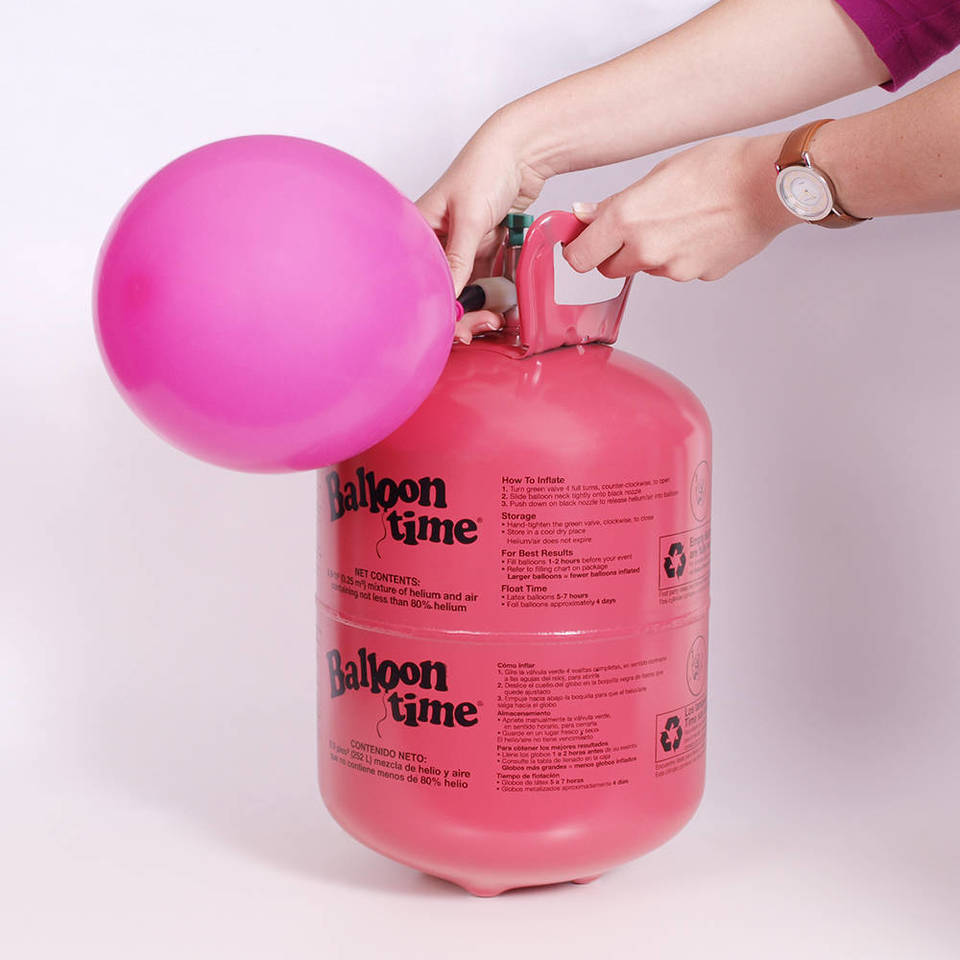 Balloon
time®
NET CONTENTS:
(0.25 m³) mixture of helium and air
containing not less than 80% helium
How To Inflate
1. Turn green valve 4 full turns, counter-clockwise, to open
2. Slide balloon neck tightly onto black nozzle
3. Push down on black nozzle to release helium/air into balloon
Storage
• Hand-tighten the green valve, clockwise, to close
• Store in a cool dry place
Helium/air does not expire
For Best Results
• Fill balloons 1-2 hours before your event
• Refer to filling chart on package
Larger balloons = fewer balloons inflated
Float Time
• Latex balloons 5-7 hours
• Foil balloons approximately 4 days
Balloon
time®
CONTENIDO NETO:
pies³ (252 L) mezcla de helio y aire
que no contiene menos de 80% helio
Cómo inflar
1. Gire la válvula verde 4 vueltas completas, en sentido contrario
a las agujas del reloj, para abrirla
2. Deslice el cuello del globo en la boquilla negra de forma que
quede ajustado
3. Empuje hacia abajo la boquilla para que el helio/aire
salga hacia el globo
Almacenamiento
• Apriete manualmente la válvula verde,
en sentido horario, para cerrarla
• Guarde en un lugar fresco y seco
El helio/aire no tiene vencimiento
Para obtener los mejores resultados
• Llene los globos 1 a 2 horas antes de su evento
• Consulte la tabla de llenado en la caja
Globos más grandes = menos globos inflados
Tiempo de flotación
• Globos de látex 5 a 7 horas
• Globos metalizados aproximadamente 4 días